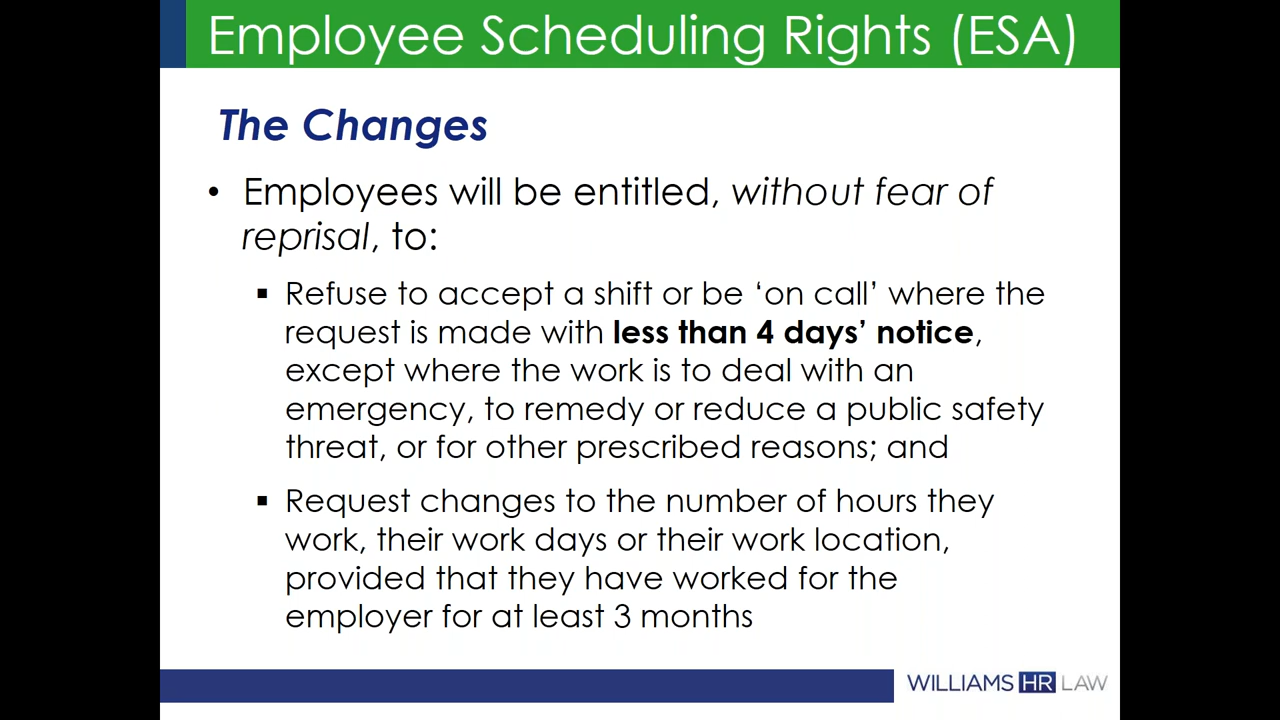 Employee Scheduling Rights (ESA)
The Changes
• Employees will be entitled, without fear of
reprisal, to:
▪ Refuse to accept a shift or be ‘on call’ where the
request is made with less than 4 days’ notice,
except where the work is to deal with an
emergency, to remedy or reduce a public safety
threat, or for other prescribed reasons; and
▪ Request changes to the number of hours they
work, their work days or their work location,
provided that they have worked for the
employer for at least 3 months
WILLIAMS HR LAW